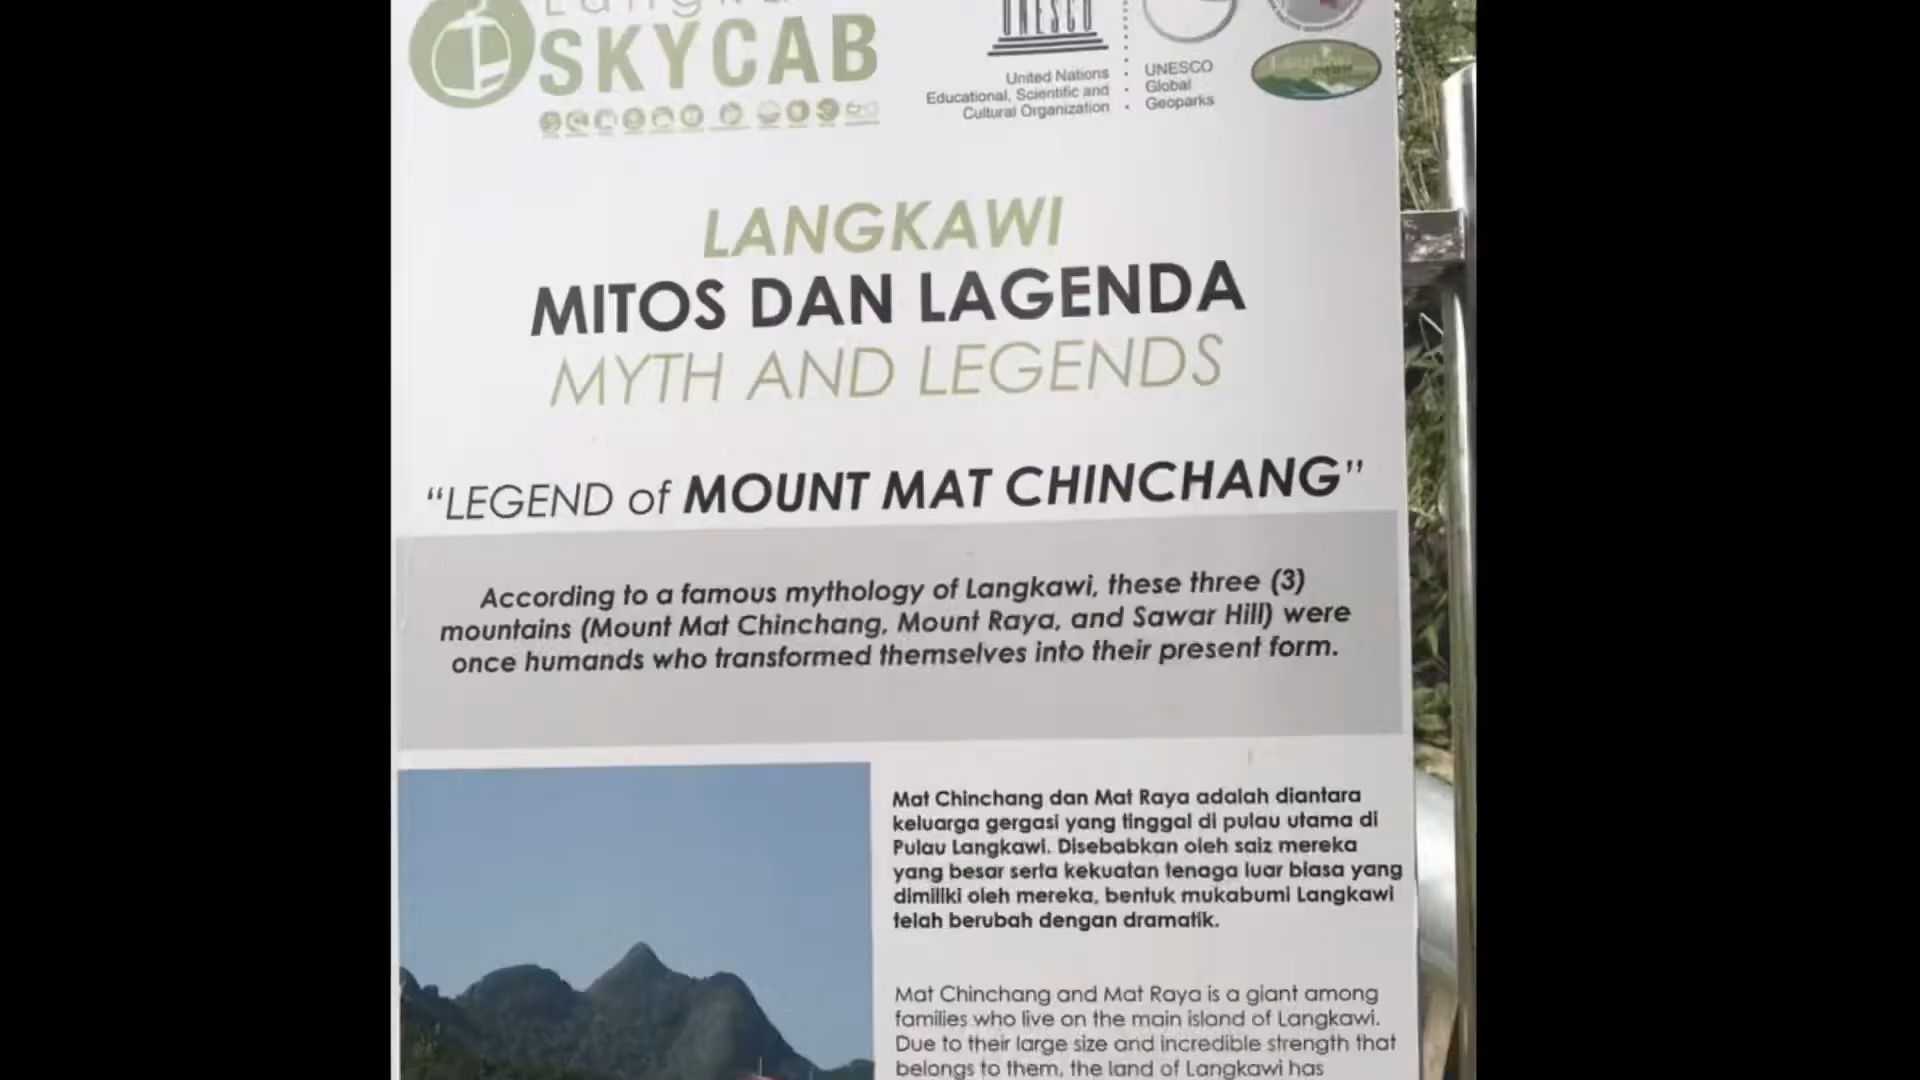 SKYCAB
UNESCO
United Nations
Educational, Scientific and
Cultural Organization
UNESCO
Global
Geoparks
LANGKAWI
MITOS DAN LAGENDA
MYTH AND LEGENDS
“LEGEND of MOUNT MAT CHINCHANG”
According to a famous mythology of Langkawi, these three (3)
mountains (Mount Mat Chinchang, Mount Raya, and Sawar Hill) were
once humands who transformed themselves into their present form.
Mat Chinchang dan Mat Raya adalah diantara
keluarga gergasi yang tinggal di pulau utama di
Pulau Langkawi. Disebabkan oleh saiz mereka
yang besar serta kekuatan tenaga luar biasa yang
dimiliki oleh mereka, bentuk mukabumi Langkawi
telah berubah dengan dramatik.
Mat Chinchang and Mat Raya is a giant among
families who live on the main island of Langkawi.
Due to their large size and incredible strength that
belongs to them, the land of Langkawi has